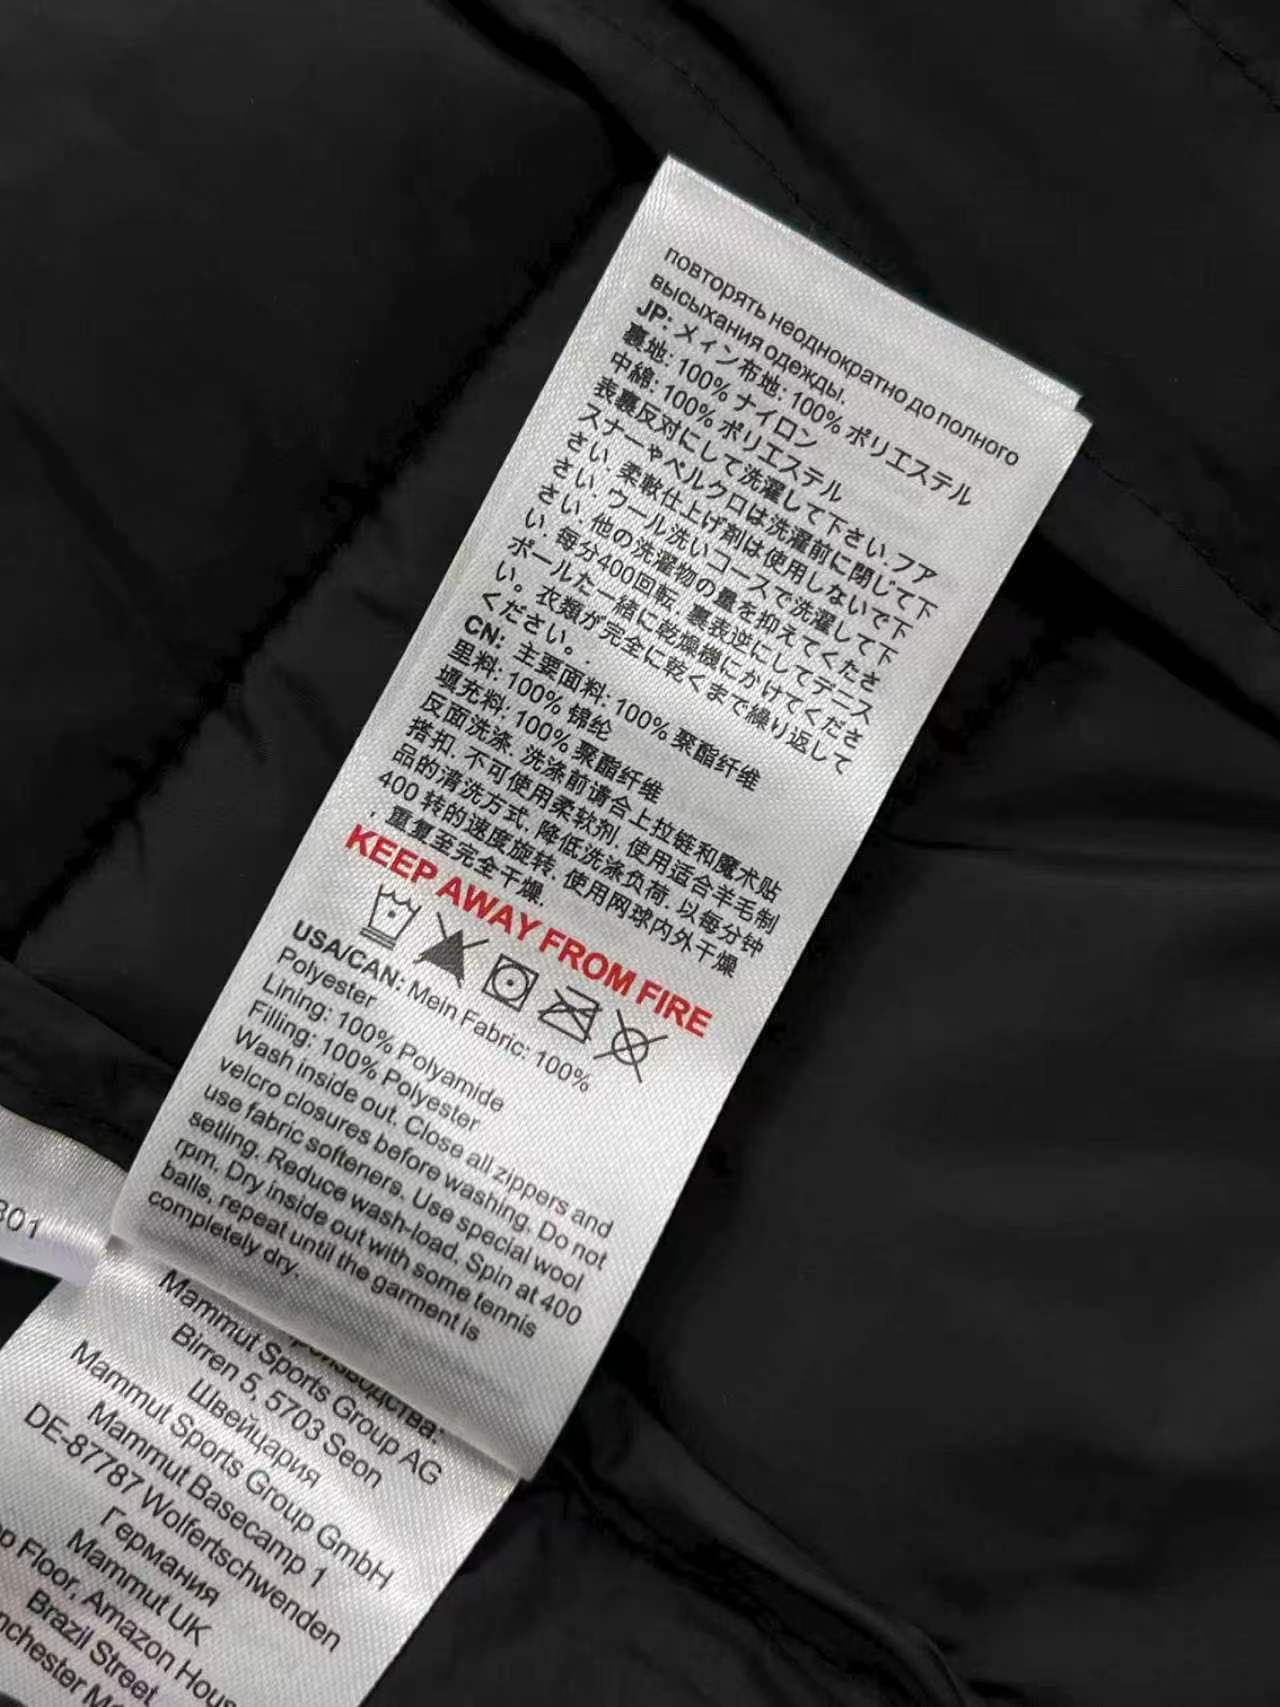 повторять неоднократно до полного
высыхания одежды.
JP: メイン布地: 100% ポリエステル
裏地: 100% ナイロン
中綿: 100% ポリエステル
表裏反対にして洗濯して下さい. ファ
スナーやベルクロは洗濯前に閉じて下
さい. 柔軟仕上げ剤は使用しないで下
さい. ウール洗いコースで洗濯して下
さい. 他の洗濯物の量を抑えてくださ
い. 毎分400回転. 裏表逆にしてテニス
ボールた一緒に乾燥機にかけてくださ
い。衣類が完全に乾くまで繰り返して
ください。.
CN: 主要面料: 100% 聚酯纤维
里料: 100% 锦纶
填充料: 100% 聚酯纤维
反面洗涤. 洗涤前请合上拉链和魔术贴
搭扣. 不可使用柔软剂. 使用适合羊毛制
品的清洗方式. 降低洗涤负荷. 以每分钟
400 转的速度旋转. 使用网球内外干燥
. 重复至完全干燥.
KEEP AWAY FROM FIRE
USA/CAN: Mein Fabric: 100%
Polyester
Lining: 100% Polyamide
Filling: 100% Polyester
Wash inside out. Close all zippers and
velcro closures before washing. Do not
use fabric softeners. Use special wool
setling. Reduce wash-load. Spin at 400
rpm. Dry inside out with some tennis
balls, repeat until the garment is
completely dry.
801
Mammut Sports Group AG
Birren 5, 5703 Seon
Швейцария
Mammut Sports Group GmbH
Mammut Basecamp 1
DE-87787 Wolfertschwenden
Германия
Mammut UK
Floor, Amazon Hous
Brazil Street